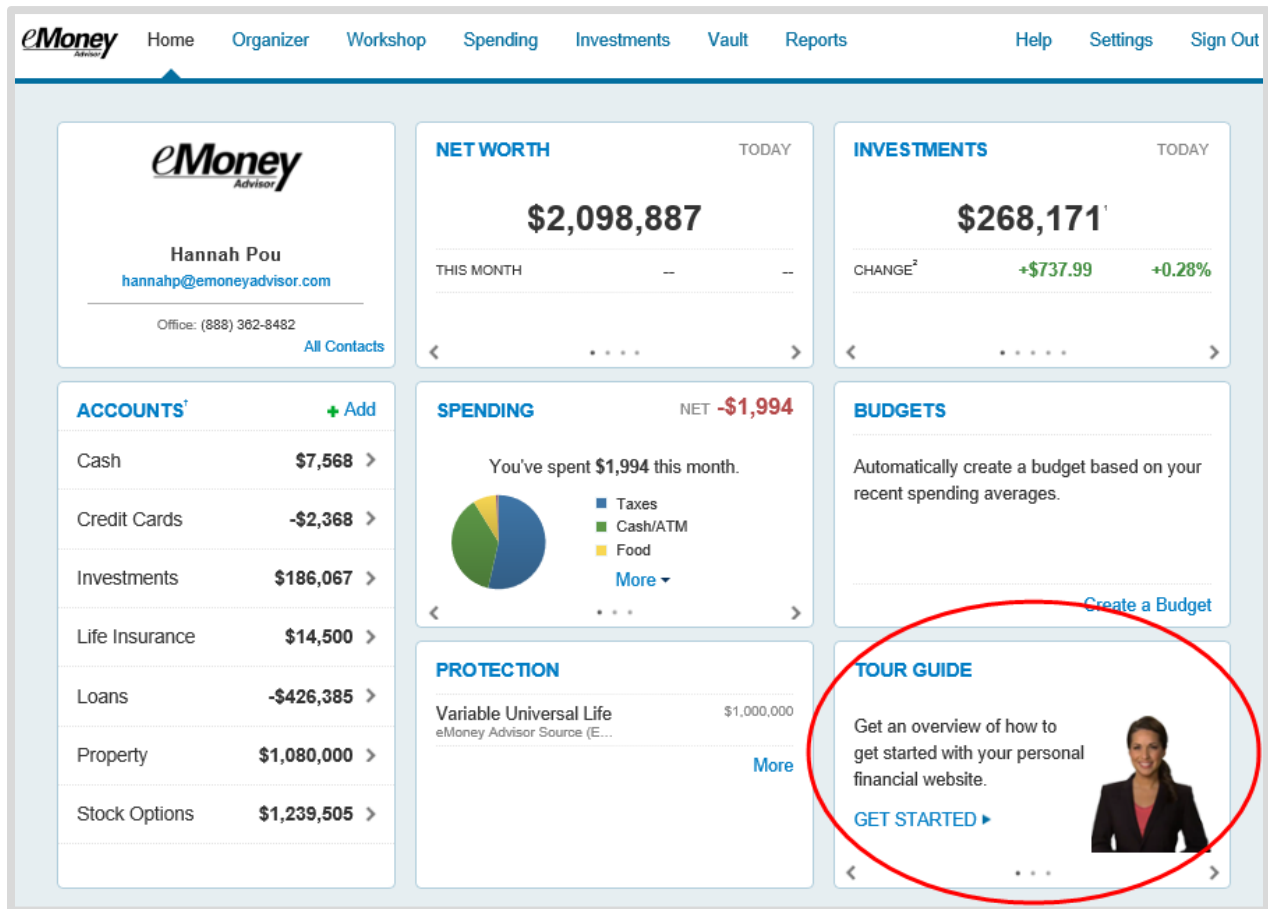 eMoney Advisor Home Organizer Workshop Spending Investments Vault Reports Help Settings Sign Out
eMoney
Advisor
Hannah Pou
hannahp@emoneyadvisor.com
Office: (888) 362-8482
All Contacts
NET WORTH TODAY
$2,098,887
THIS MONTH -- --
INVESTMENTS TODAY
$268,171¹
CHANGE² +$737.99 +0.28%
ACCOUNTS† + Add
Cash $7,568
Credit Cards -$2,368
Investments $186,067
Life Insurance $14,500
Loans -$426,385
Property $1,080,000
Stock Options $1,239,505
SPENDING NET -$1,994
You've spent $1,994 this month.
Taxes
Cash/ATM
Food
More
BUDGETS
Automatically create a budget based on your
recent spending averages.
Create a Budget
PROTECTION
Variable Universal Life $1,000,000
eMoney Advisor Source (E...
More
TOUR GUIDE
Get an overview of how to
get started with your personal
financial website.
GET STARTED